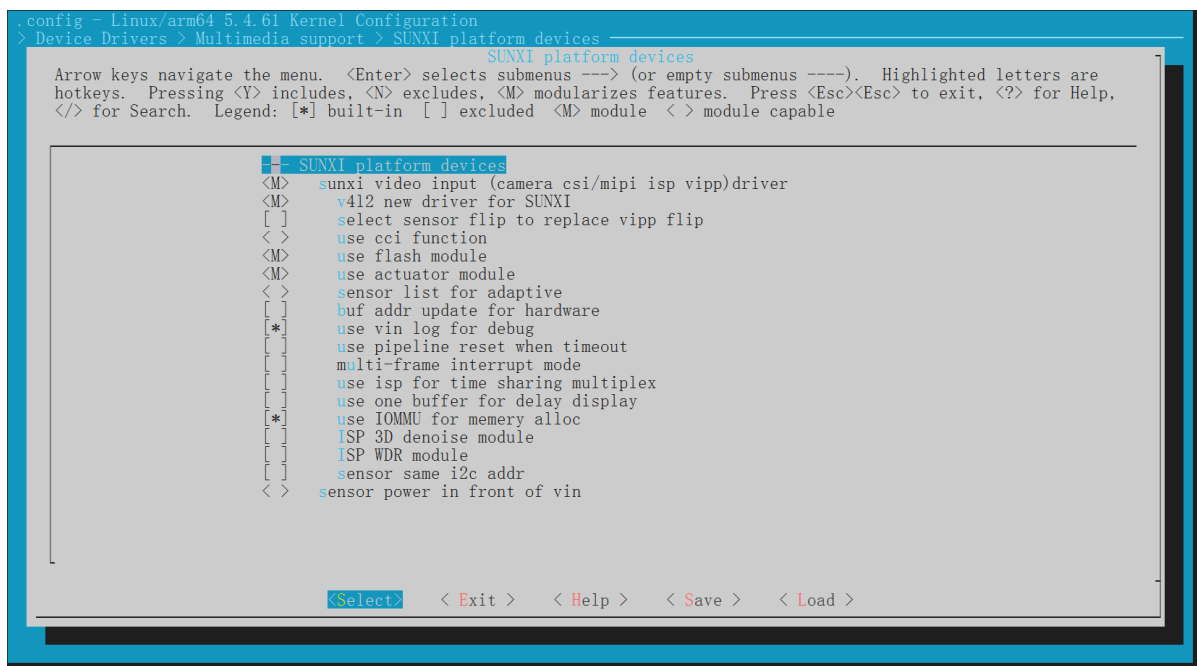 .config - Linux/arm64 5.4.61 Kernel Configuration
> Device Drivers > Multimedia support > SUNXI platform devices
SUNXI platform devices
Arrow keys navigate the menu.  <Enter> selects submenus ---> (or empty submenus ----).  Highlighted letters are
hotkeys.  Pressing <Y> includes, <N> excludes, <M> modularizes features.  Press <Esc><Esc> to exit, <?> for Help,
</> for Search.  Legend: [*] built-in  [ ] excluded  <M> module  < > module capable
--- SUNXI platform devices
<M>   sunxi video input (camera csi/mipi isp vipp)driver
<M>     v4l2 new driver for SUNXI
[ ]     select sensor flip to replace vipp flip
< >     use cci function
<M>     use flash module
<M>     use actuator module
< >     sensor list for adaptive
[ ]     buf addr update for hardware
[*]     use vin log for debug
[ ]     use pipeline reset when timeout
[ ]     multi-frame interrupt mode
[ ]     use isp for time sharing multiplex
[ ]     use one buffer for delay display
[*]     use IOMMU for memery alloc
[ ]     ISP 3D denoise module
[ ]     ISP WDR module
[ ]     sensor same i2c addr
< >   sensor power in front of vin
<Select>    < Exit >    < Help >    < Save >    < Load >